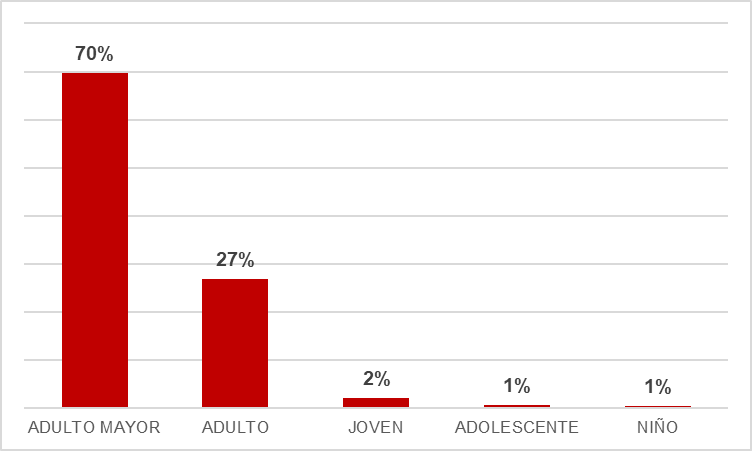 70%
27%
2%
1%
1%
ADULTO MAYOR
ADULTO
JOVEN
ADOLESCENTE
NIÑO